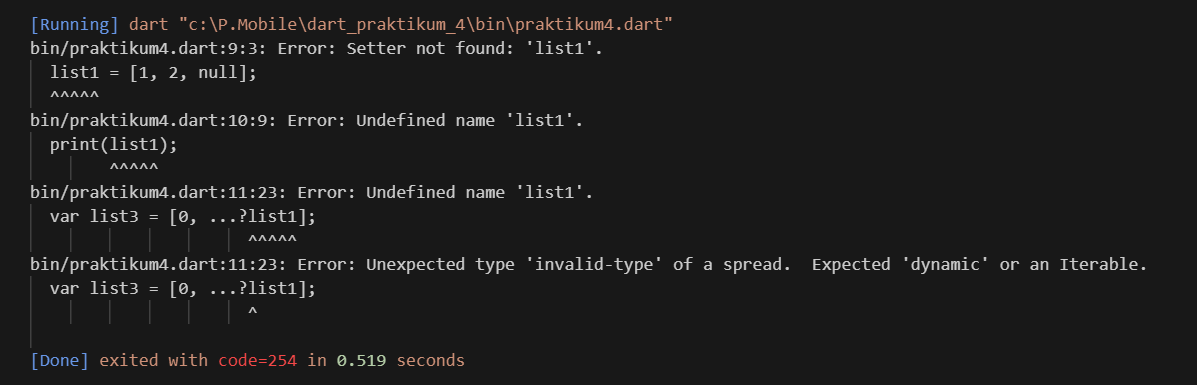 [Running] dart "c:\P.Mobile\dart_praktikum_4\bin\praktikum4.dart"
bin/praktikum4.dart:9:3: Error: Setter not found: 'list1'.
  list1 = [1, 2, null];
  ^^^^^
bin/praktikum4.dart:10:9: Error: Undefined name 'list1'.
  print(list1);
        ^^^^^
bin/praktikum4.dart:11:23: Error: Undefined name 'list1'.
  var list3 = [0, ...?list1];
                      ^^^^^
bin/praktikum4.dart:11:23: Error: Unexpected type 'invalid-type' of a spread.  Expected 'dynamic' or an Iterable.
  var list3 = [0, ...?list1];
                      ^
[Done] exited with code=254 in 0.519 seconds